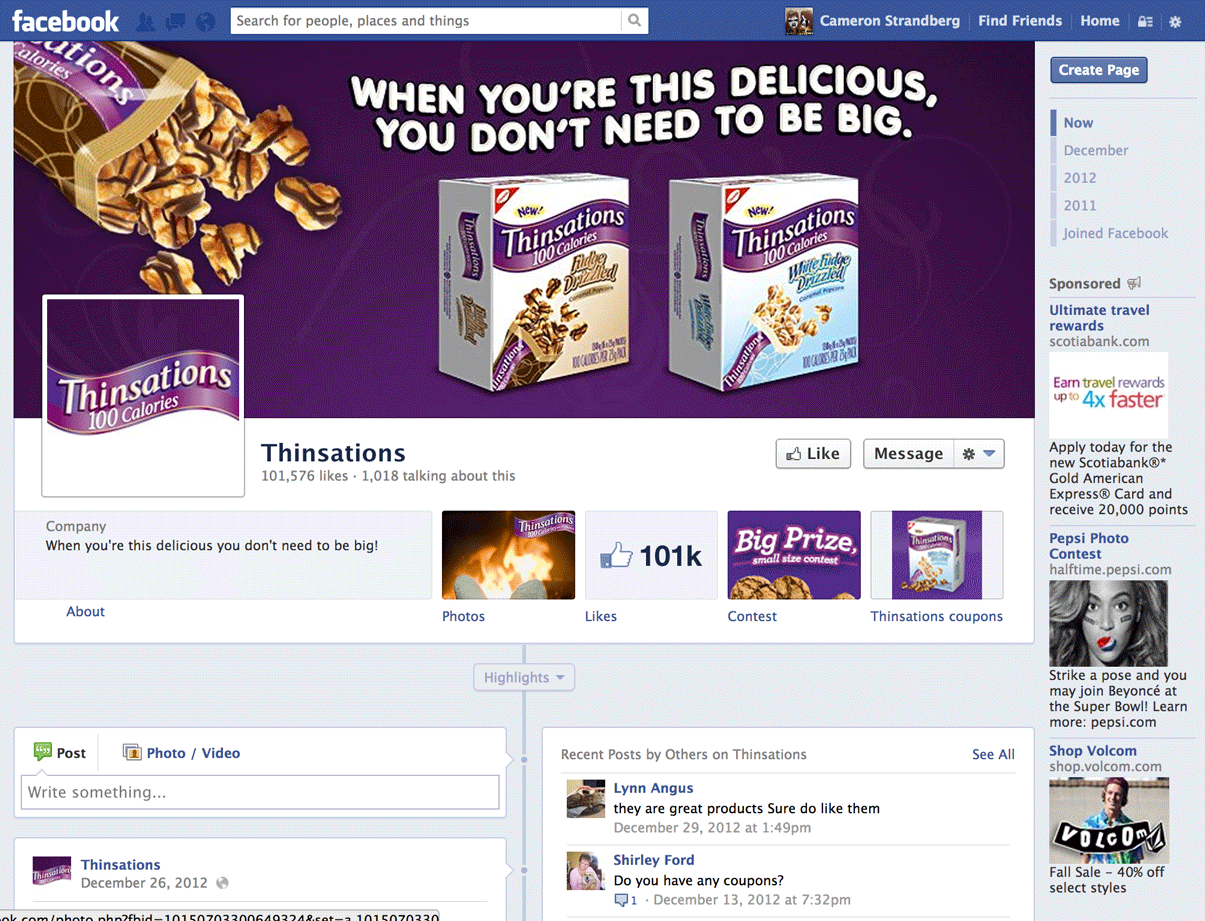 facebook
Search for people, places and things
Cameron Strandberg
Find Friends
Home
Calories
WHEN YOU'RE THIS DELICIOUS,
YOU DON'T NEED TO BE BIG.
New!
Thinsations
100 Calories
Fudge
Drizzled
Caramel Popcorn
Thinsations
New!
Thinsations
100 Calories
White Fudge
Drizzled
Caramel Popcorn
Thinsations
Thinsations
100 Calories
Thinsations
101,576 likes · 1,018 talking about this
Like
Message
Company
When you're this delicious you don't need to be big!
About
Thinsations
Photos
101k
Likes
Big Prize,
small size contest
Contest
Thinsations
Thinsations coupons
Highlights
Post
Photo / Video
Write something...
Thinsations
Thinsations
December 26, 2012
ook.com/photo.php?fbid=10150703300649324&set=a.1015070330
Recent Posts by Others on Thinsations
See All
Lynn Angus
they are great products Sure do like them
December 29, 2012 at 1:49pm
Shirley Ford
Do you have any coupons?
1 · December 13, 2012 at 7:32pm
Create Page
Now
December
2012
2011
Joined Facebook
Sponsored
Ultimate travel
rewards
scotiabank.com
Earn travel rewards
up to 4x faster
Apply today for the
new Scotiabank®*
Gold American
Express® Card and
receive 20,000 points
Pepsi Photo
Contest
halftime.pepsi.com
Strike a pose and you
may join Beyoncé at
the Super Bowl! Learn
more: pepsi.com
Shop Volcom
shop.volcom.com
VOLCOM
Fall Sale – 40% off
select styles